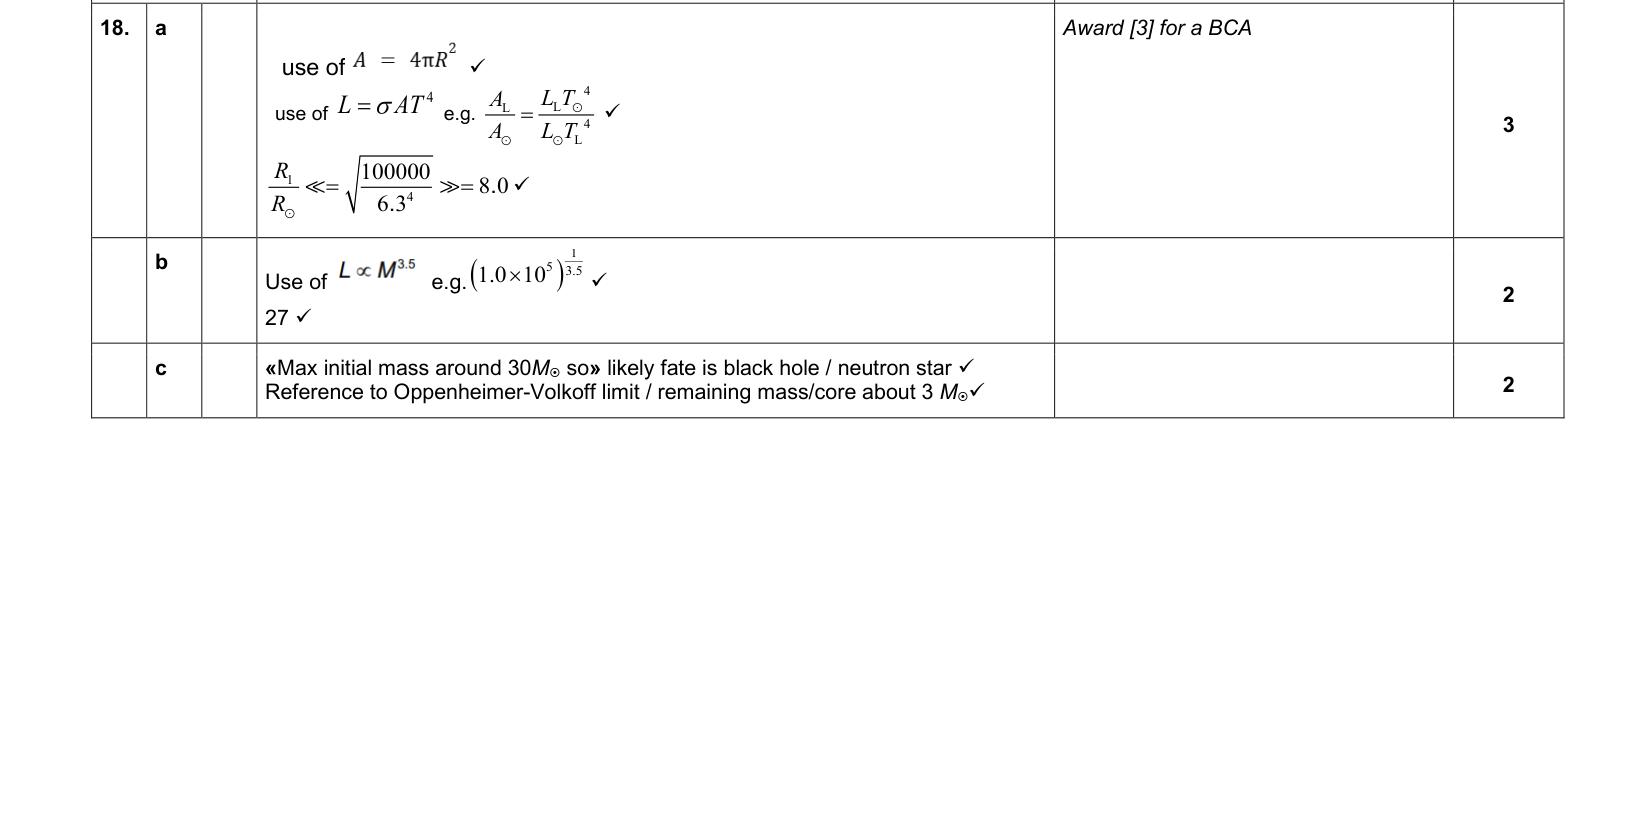 18. a Award [3] for a BCA
use of A = 4πR² ✓
use of L = σAT⁴ e.g. A_L/A_⊙ = L_L T_⊙⁴ / L_⊙ T_L⁴ ✓
3
R_l/R_⊙ ≪= √(100000/6.3⁴) ≫= 8.0 ✓
b
Use of L ∝ M^3.5 e.g. (1.0×10⁵)^(1/3.5) ✓
2
27 ✓
c «Max initial mass around 30M⊙ so» likely fate is black hole / neutron star ✓
Reference to Oppenheimer-Volkoff limit / remaining mass/core about 3 M⊙✓
2